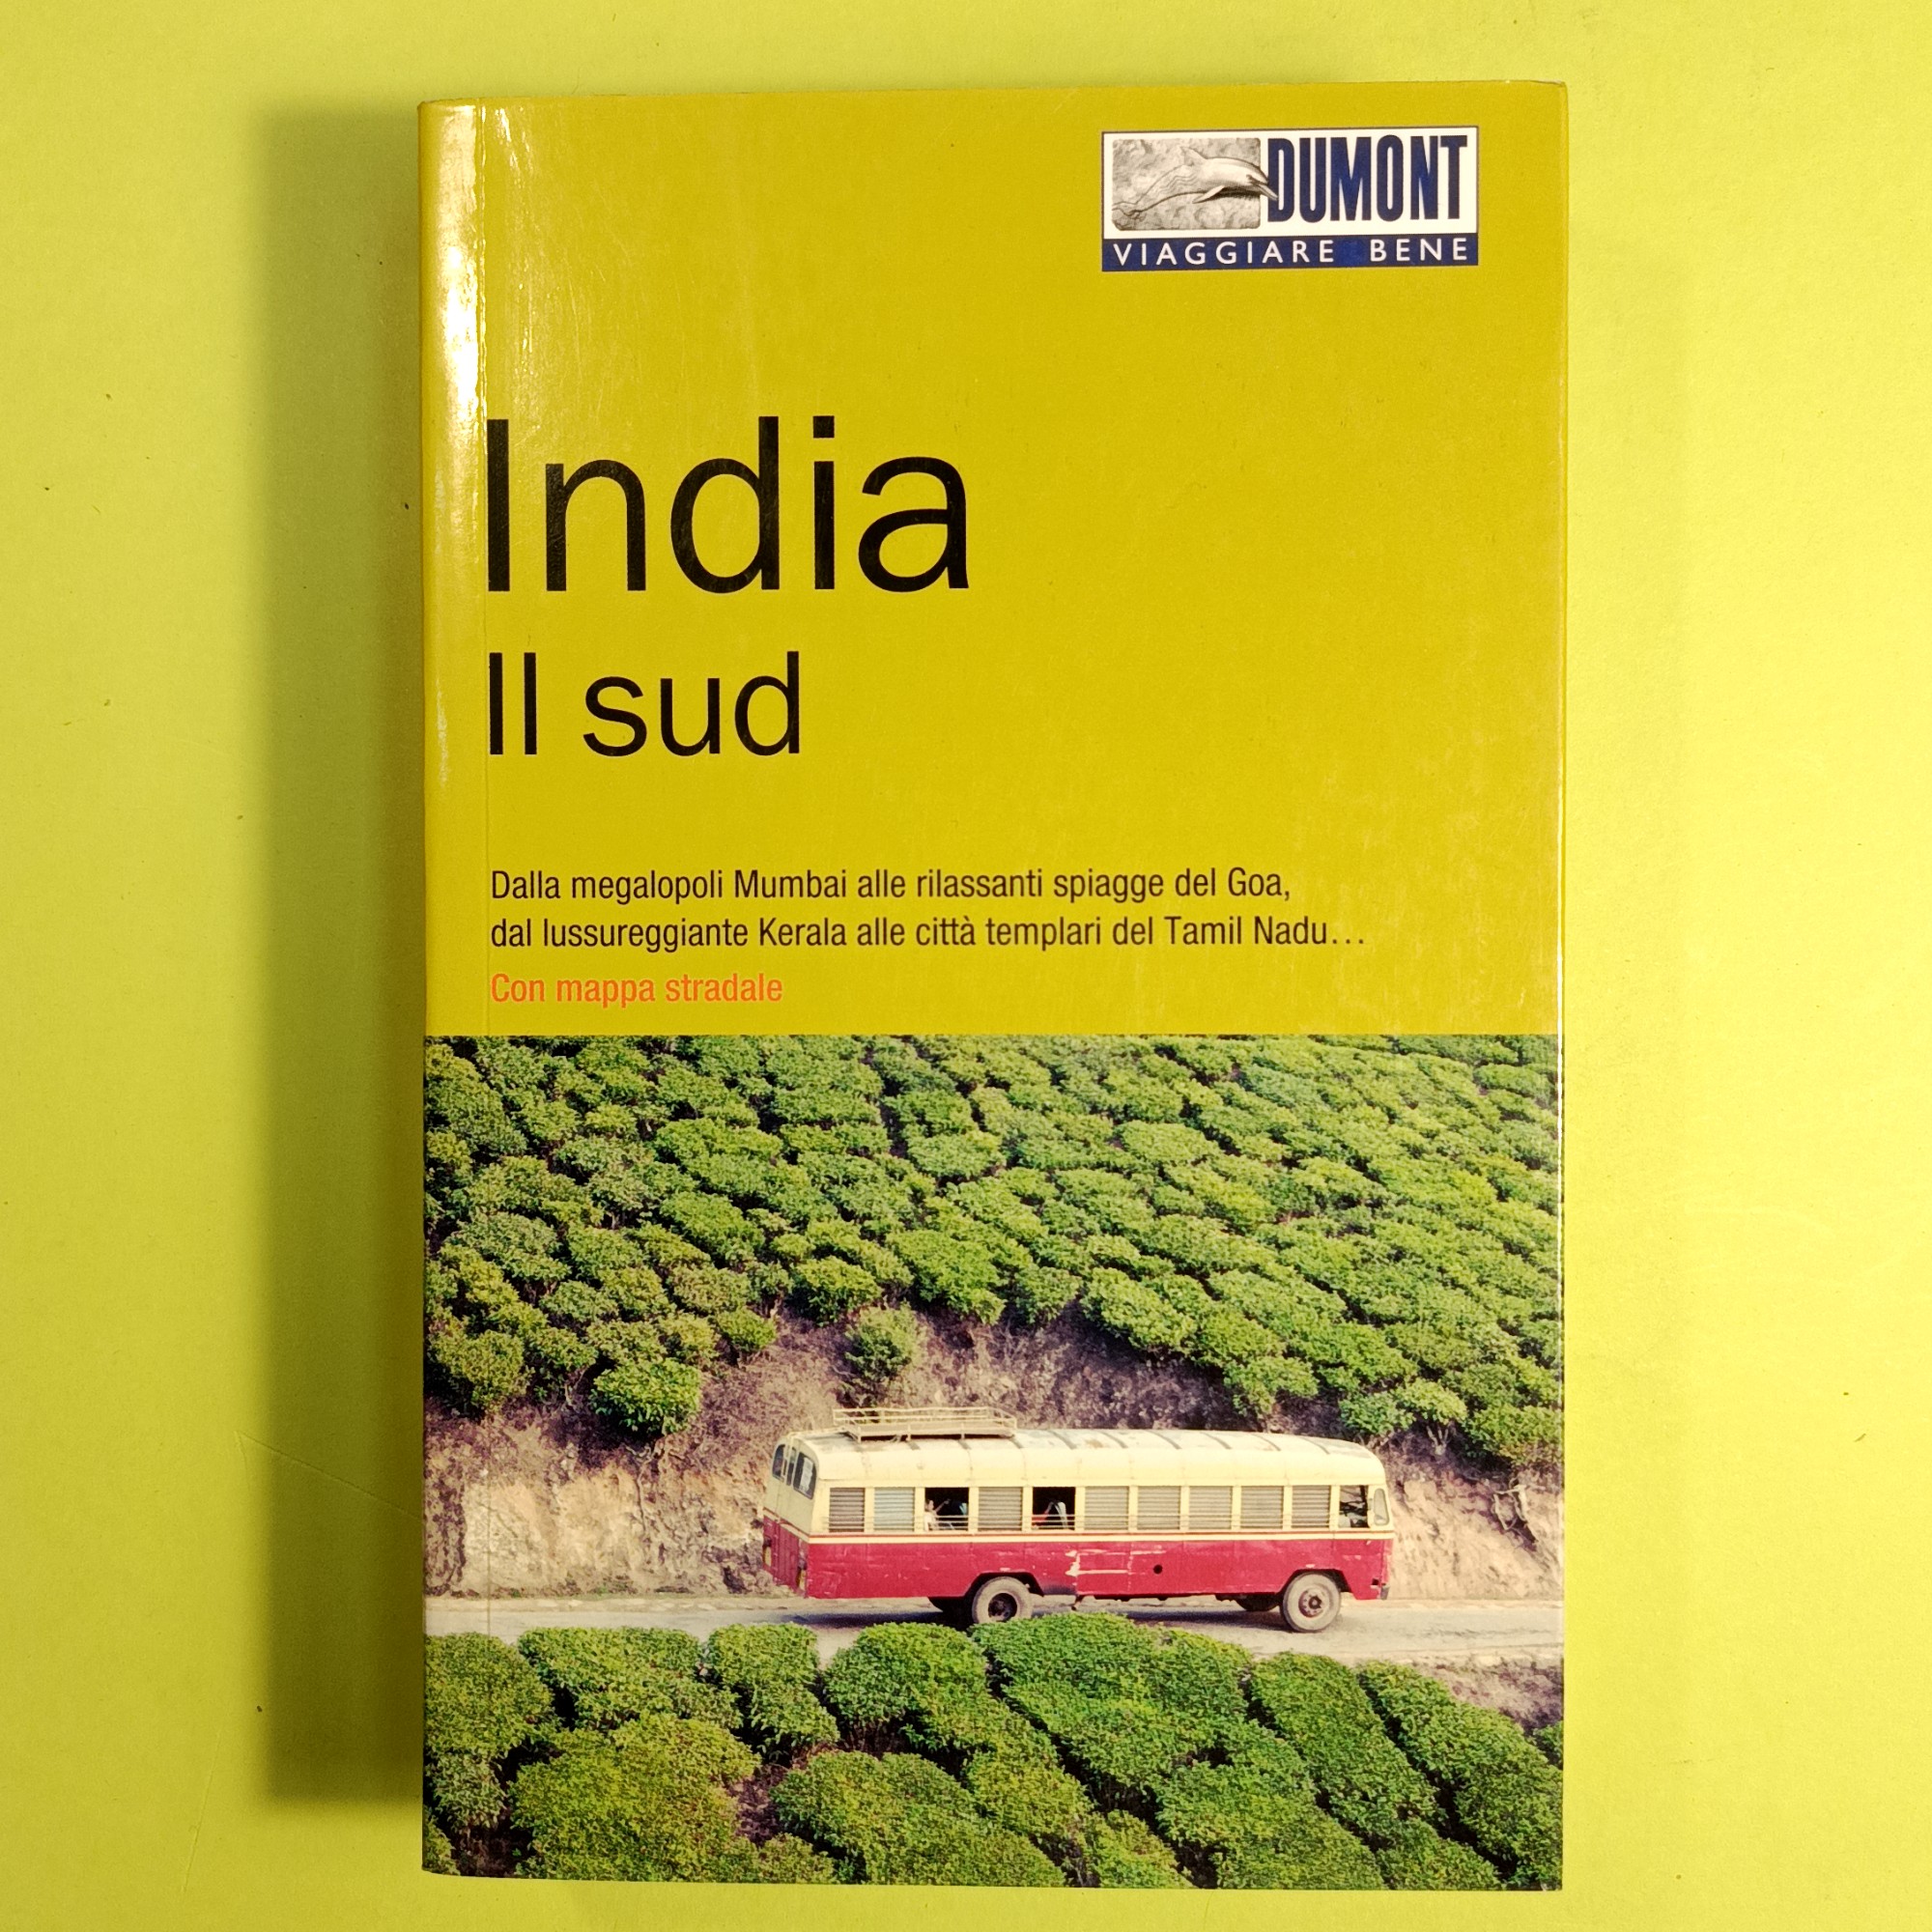 DUMONT
VIAGGIARE BENE
India
Il sud
Dalla megalopoli Mumbai alle rilassanti spiagge del Goa,
dal lussureggiante Kerala alle città templari del Tamil Nadu...
Con mappa stradale